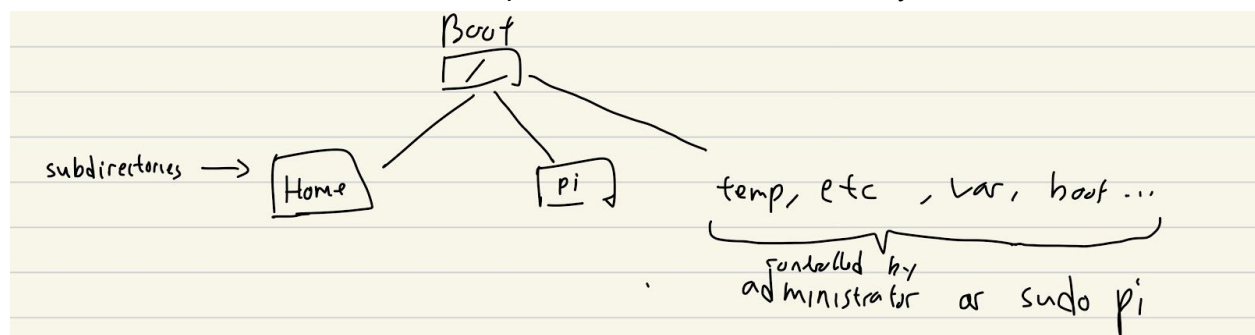 Boot
/
subdirectories → Home pi temp, etc, var, boot ...
controlled by
administrator or sudo pi